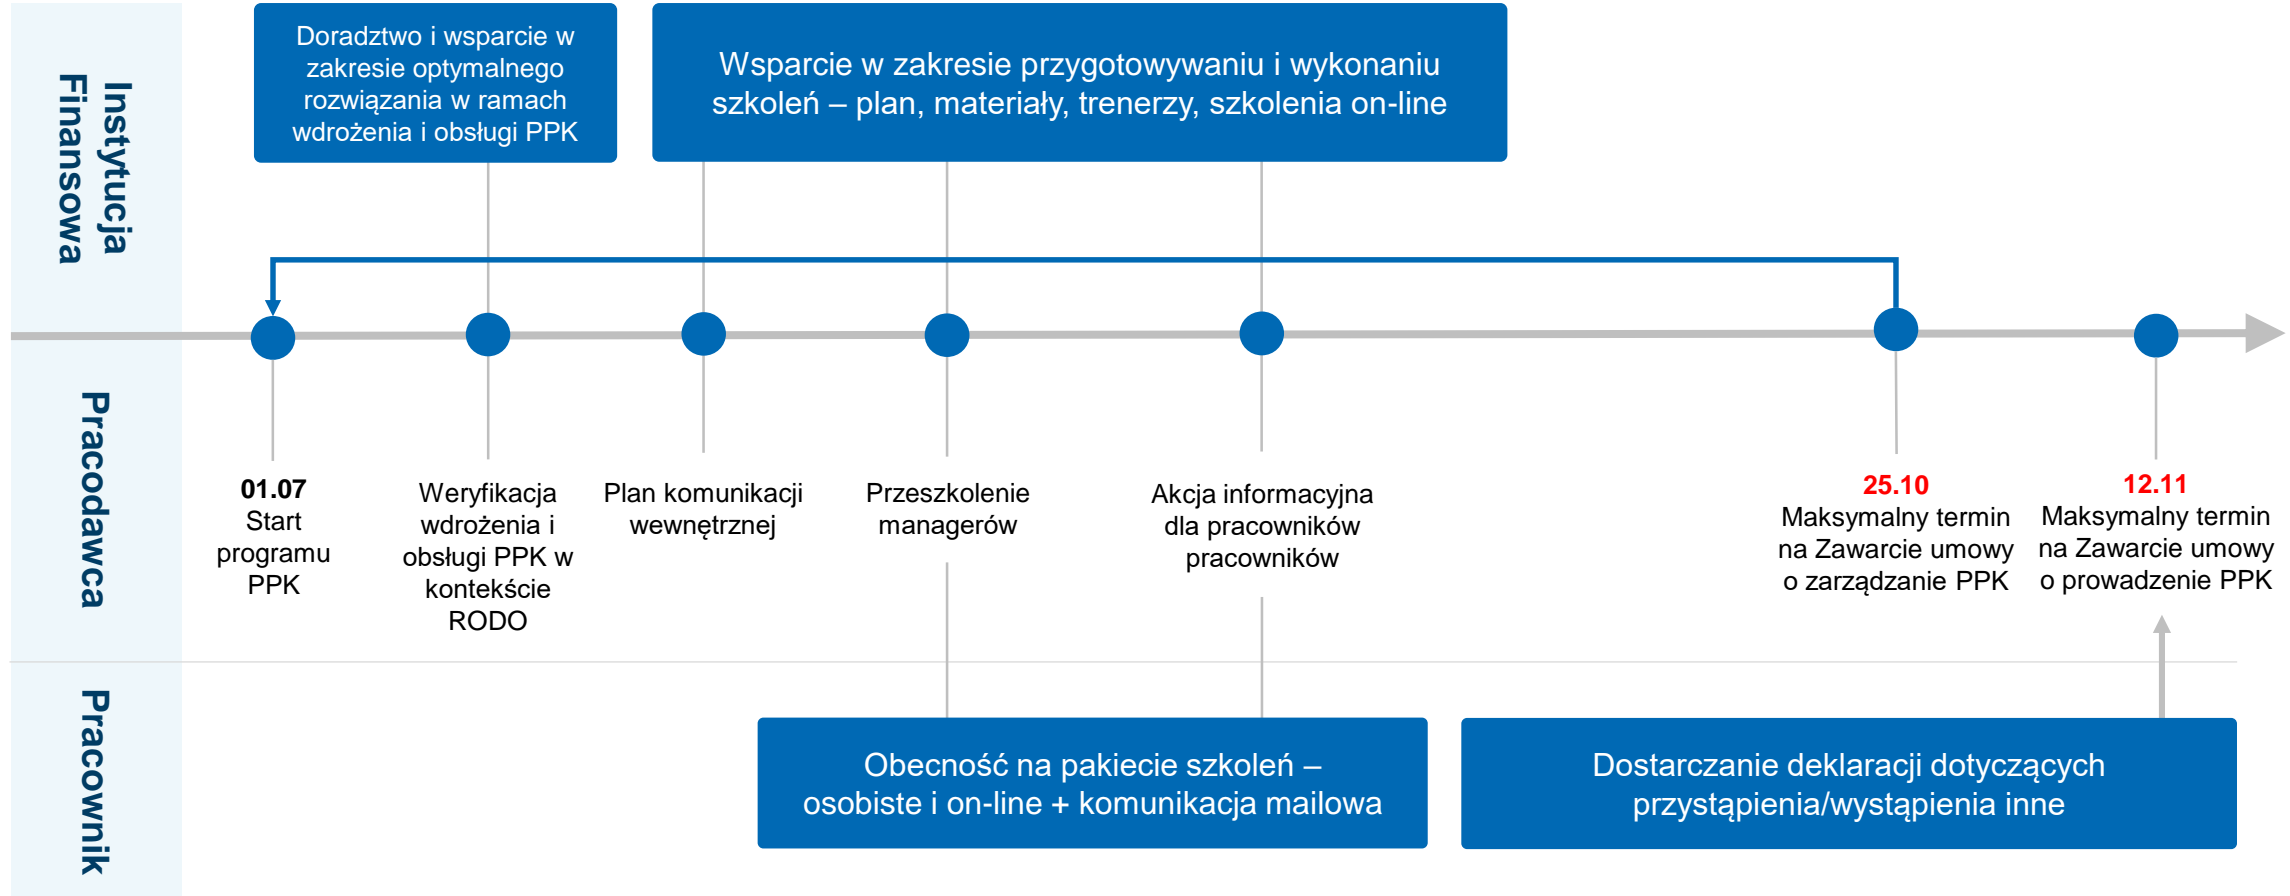 Instytucja
Finansowa
Doradztwo i wsparcie w
zakresie optymalnego
rozwiązania w ramach
wdrożenia i obsługi PPK
Wsparcie w zakresie przygotowywaniu i wykonaniu
szkoleń – plan, materiały, trenerzy, szkolenia on-line
Pracodawca
01.07
Start
programu
PPK
Weryfikacja
wdrożenia i
obsługi PPK w
kontekście
RODO
Plan komunikacji
wewnętrznej
Przeszkolenie
managerów
Akcja informacyjna
dla pracowników
pracowników
25.10
Maksymalny termin
na Zawarcie umowy
o zarządzanie PPK
12.11
Maksymalny termin
na Zawarcie umowy
o prowadzenie PPK
Pracownik
Obecność na pakiecie szkoleń –
osobiste i on-line + komunikacja mailowa
Dostarczanie deklaracji dotyczących
przystąpienia/wystąpienia inne